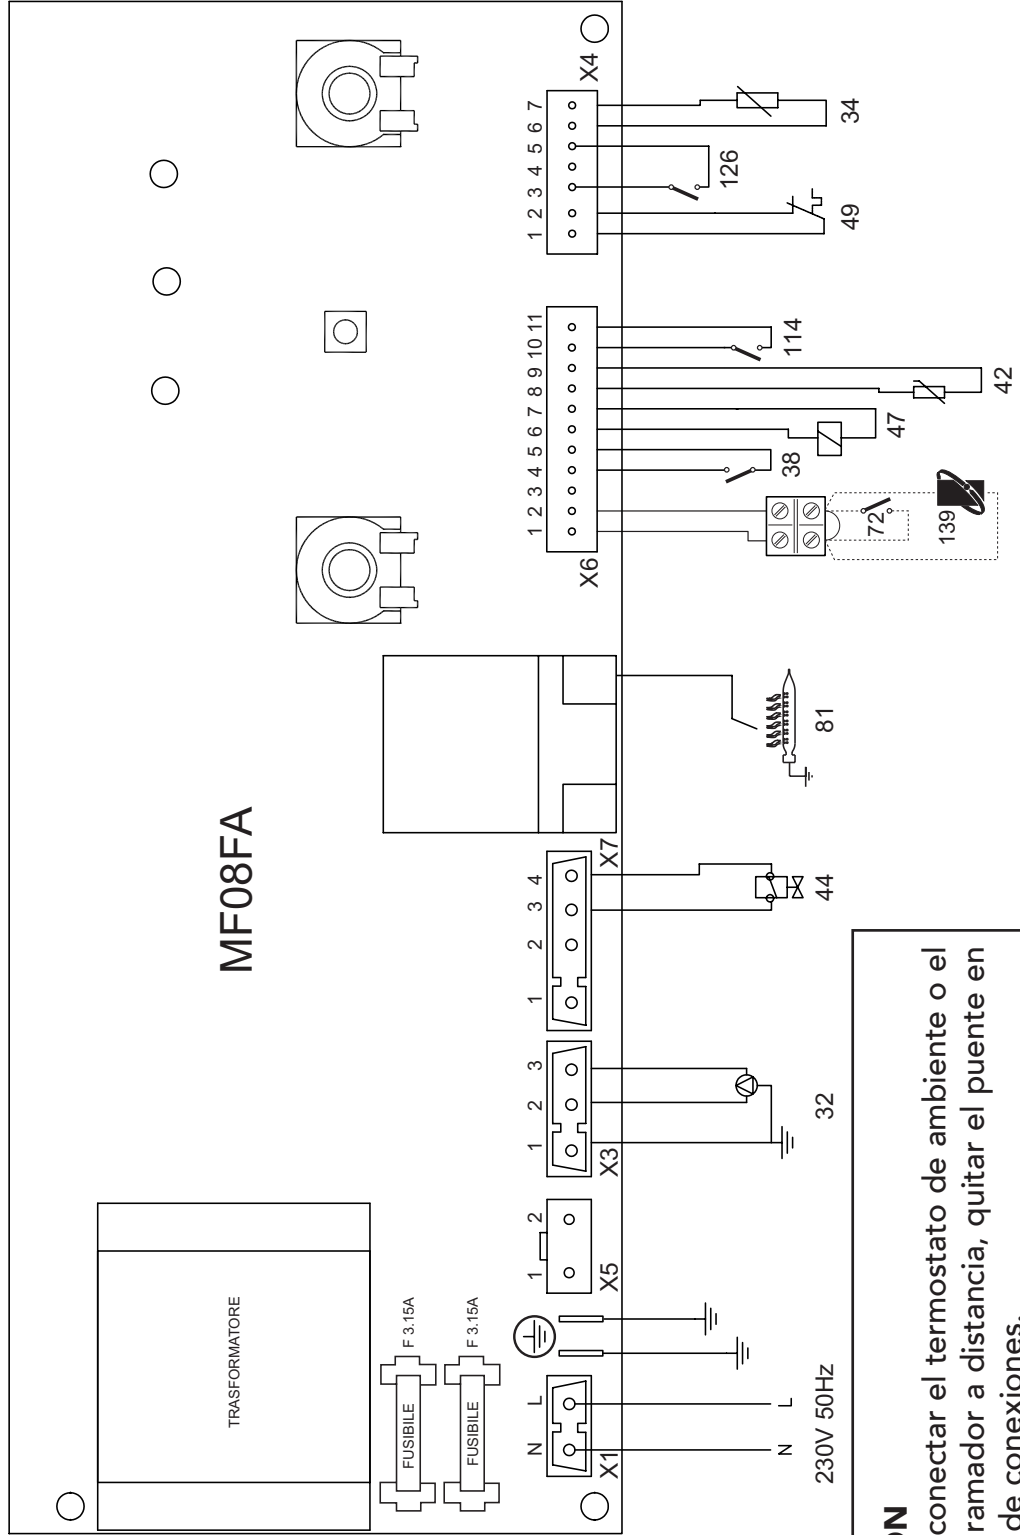 MF08FA
TRASFORMATORE
FUSIBILE F 3.15A
FUSIBILE F 3.15A
N L
1 2
1 2 3
1 2 3 4
1 2 3 4 5 6 7 8 9 10 11
1 2 3 4 5 6 7
X1
X5
X3
X7
X6
X4
N L
230V 50Hz
32
44
81
72
139
38
47
42
114
49
126
34
conectar el termostato de ambiente o el
ramador a distancia, quitar el puente en
de conexiones.